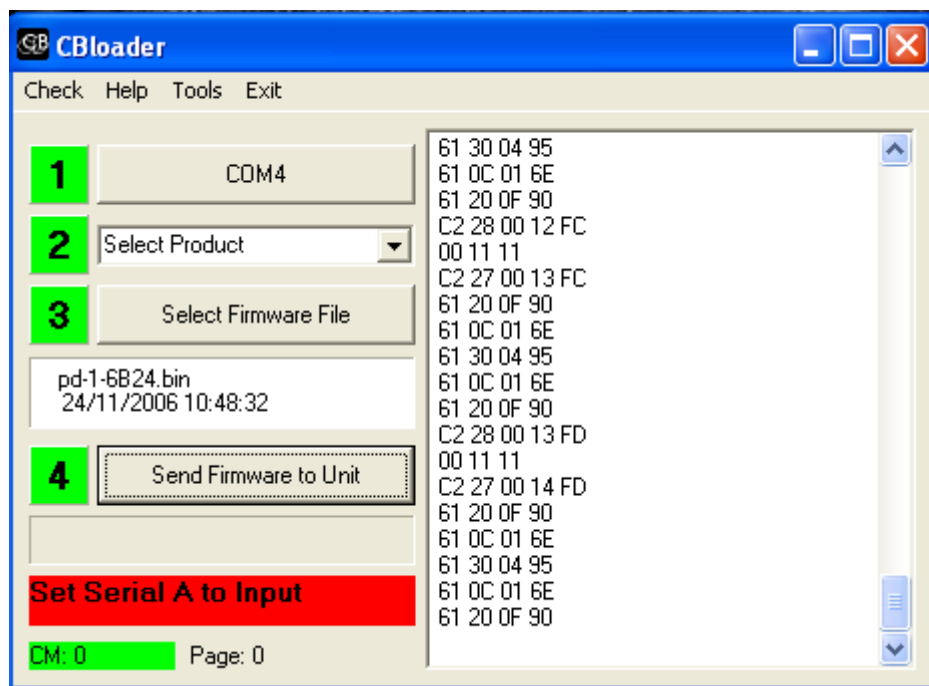 CB CBloader
Check Help Tools Exit
1 COM4
2 Select Product
3 Select Firmware File
pd-1-6B24.bin
24/11/2006 10:48:32
4 Send Firmware to Unit
Set Serial A to Input
CM: 0 Page: 0
61 30 04 95
61 0C 01 6E
61 20 0F 90
C2 28 00 12 FC
00 11 11
C2 27 00 13 FC
61 20 0F 90
61 0C 01 6E
61 30 04 95
61 0C 01 6E
61 20 0F 90
C2 28 00 13 FD
00 11 11
C2 27 00 14 FD
61 20 0F 90
61 0C 01 6E
61 30 04 95
61 0C 01 6E
61 20 0F 90